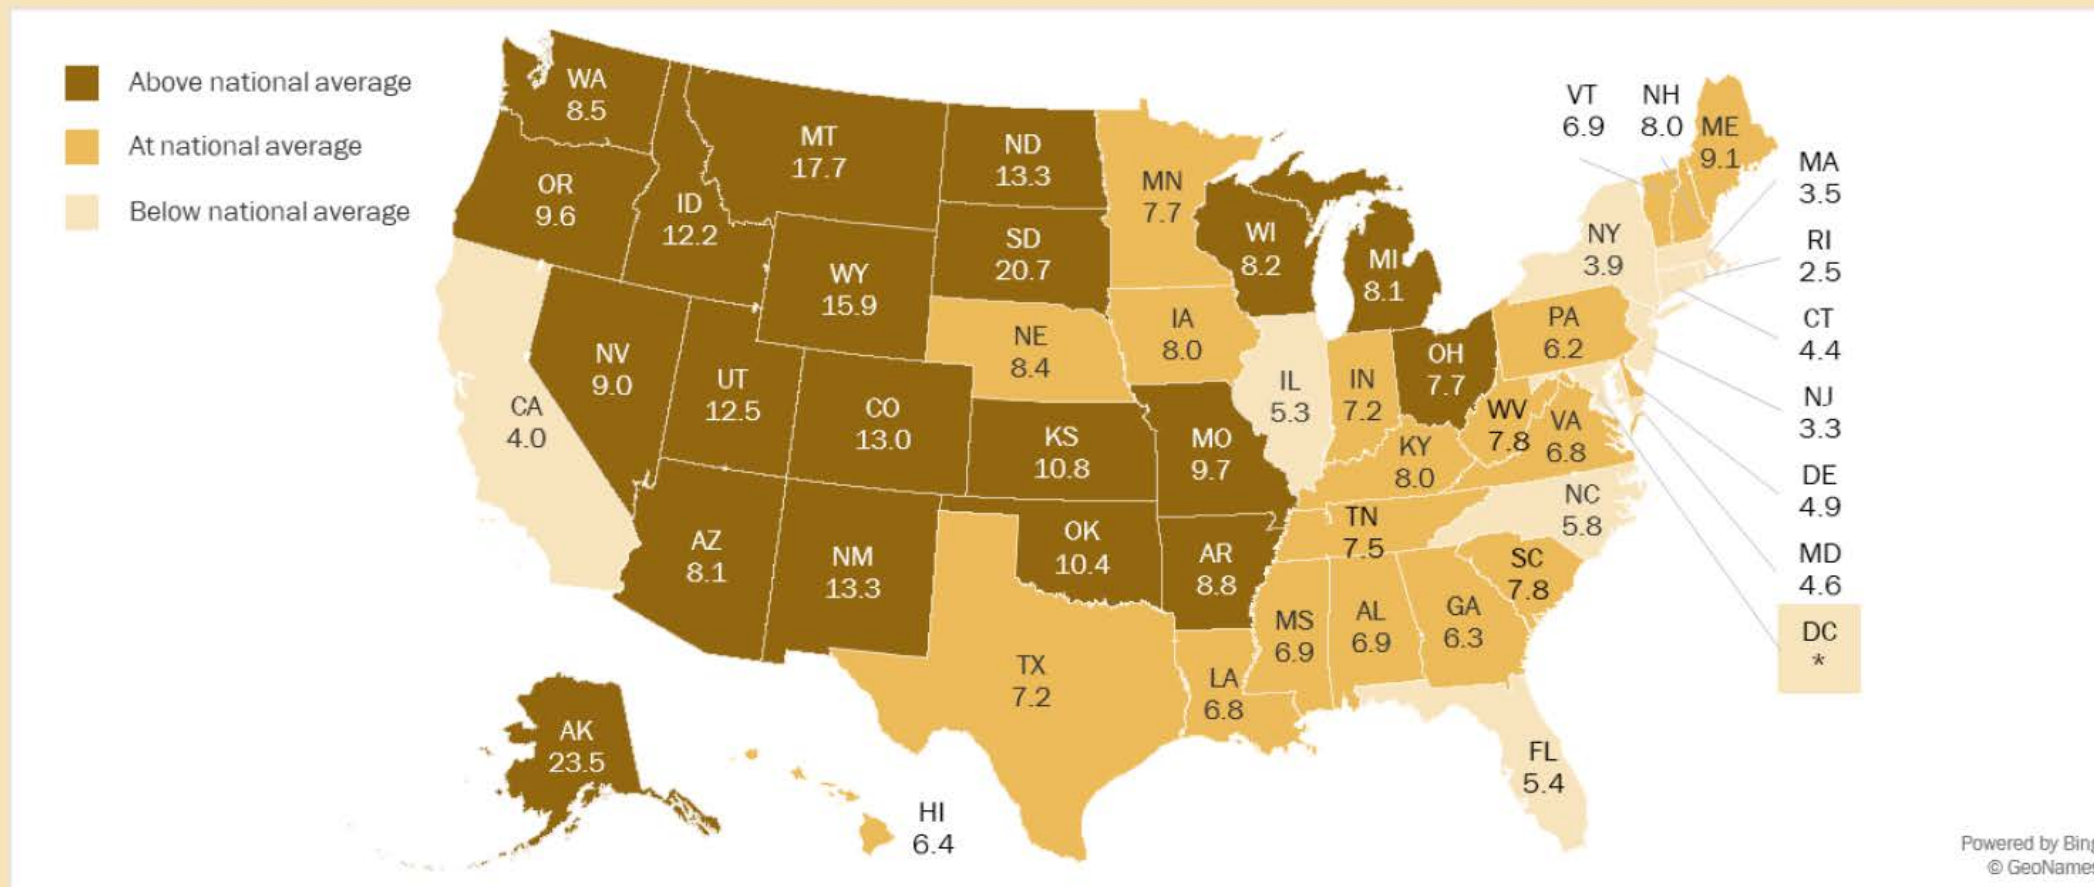 Above national average
At national average
Below national average
WA
8.5
OR
9.6
ID
12.2
MT
17.7
ND
13.3
SD
20.7
WY
15.9
MN
7.7
WI
8.2
MI
8.1
NE
8.4
IA
8.0
NV
9.0
UT
12.5
CO
13.0
CA
4.0
KS
10.8
MO
9.7
IL
5.3
IN
7.2
OH
7.7
PA
6.2
NY
3.9
VT
6.9
NH
8.0
ME
9.1
MA
3.5
RI
2.5
CT
4.4
NJ
3.3
DE
4.9
MD
4.6
DC
*
WV
7.8
VA
6.8
KY
8.0
NC
5.8
TN
7.5
SC
7.8
AZ
8.1
NM
13.3
OK
10.4
AR
8.8
MS
6.9
AL
6.9
GA
6.3
TX
7.2
LA
6.8
FL
5.4
AK
23.5
HI
6.4
Powered by Bing
© GeoNames